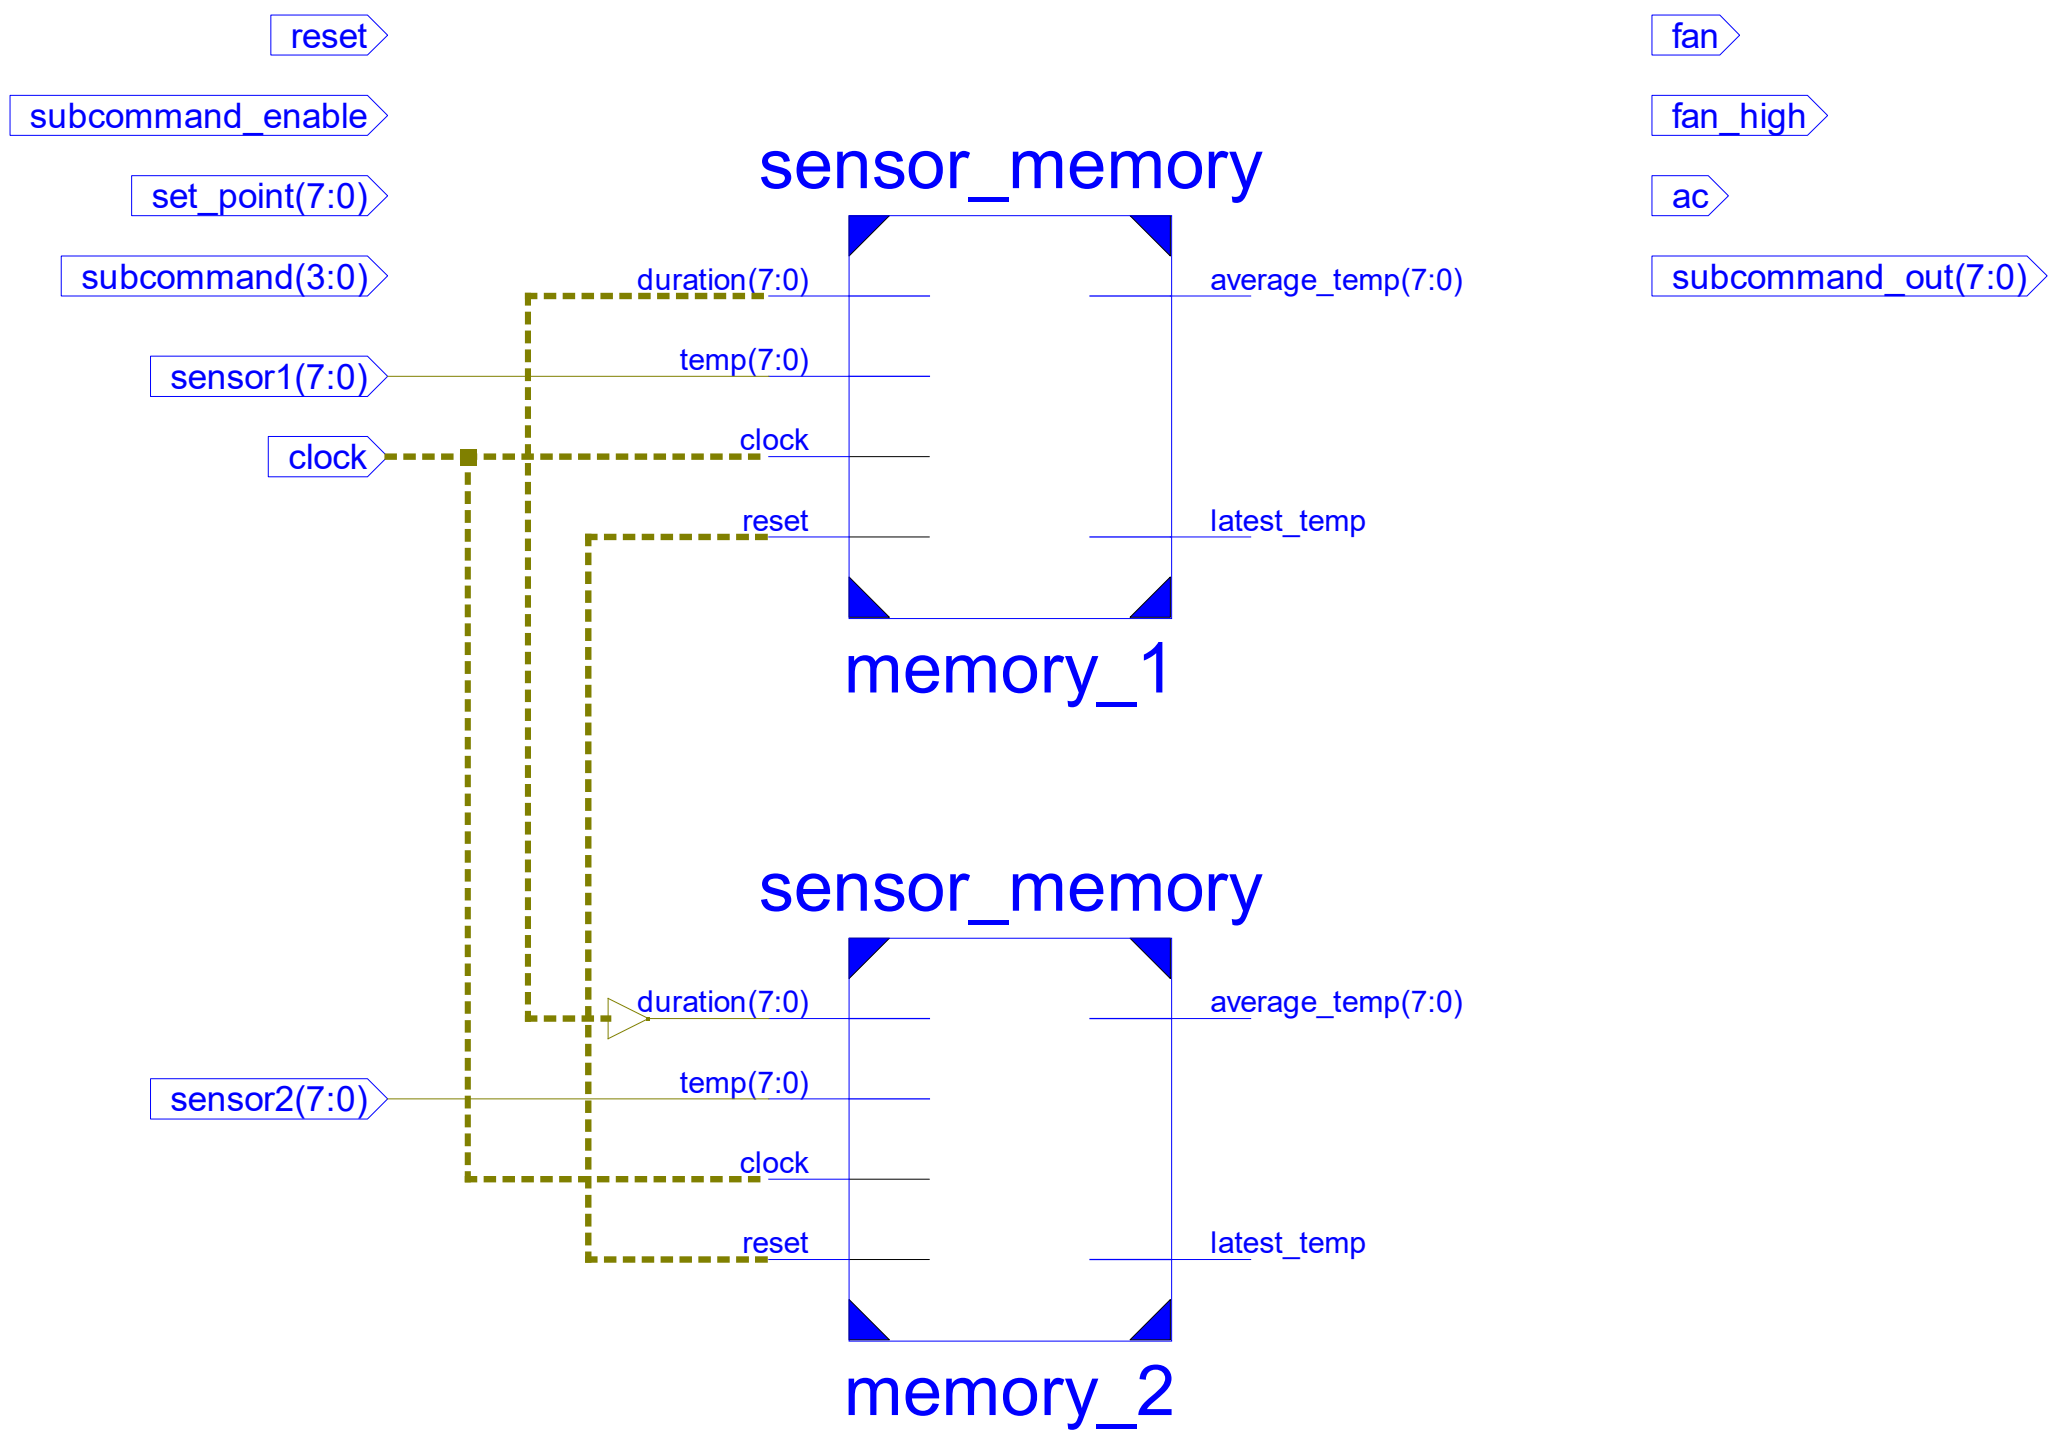 reset
fan
subcommand_enable
fan_high
sensor_memory
set_point(7:0)
ac
subcommand(3:0)
duration(7:0)
average_temp(7:0)
subcommand_out(7:0)
sensor1(7:0)
temp(7:0)
clock
clock
reset
latest_temp
memory_1
sensor_memory
duration(7:0)
average_temp(7:0)
sensor2(7:0)
temp(7:0)
clock
reset
latest_temp
memory_2